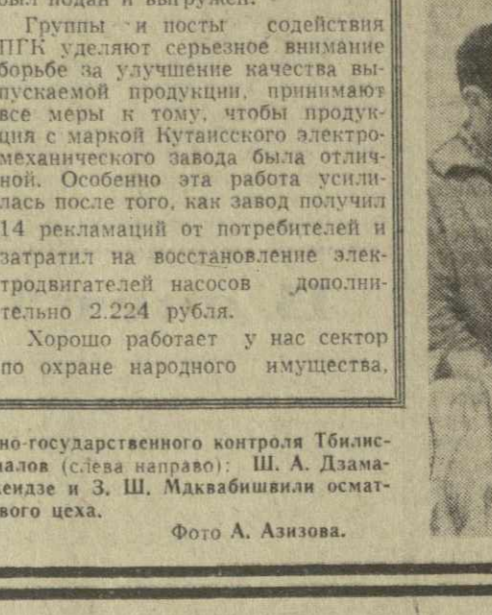 был подан и выгружен.
Группы и посты содействия
ПГК уделяют серьезное внимание
борьбе за улучшение качества вы-
пускаемой продукции, принимают
все меры к тому, чтобы продук-
ция с маркой Кутаисского электро-
механического завода была отлич-
ной. Особенно эта работа усили-
лась после того, как завод получил
14 рекламаций от потребителей и
затратил на восстановление элек-
тродвигателей насосов дополни-
тельно 2.224 рубля.
Хорошо работает у нас сектор
по охране народного имущества,
но-государственного контроля Тбилис-
иалов (слева направо): Ш. А. Дзама-
кеидзе и З. Ш. Мдквабишвили осмат-
вого цеха.
Фото А. Азизова.